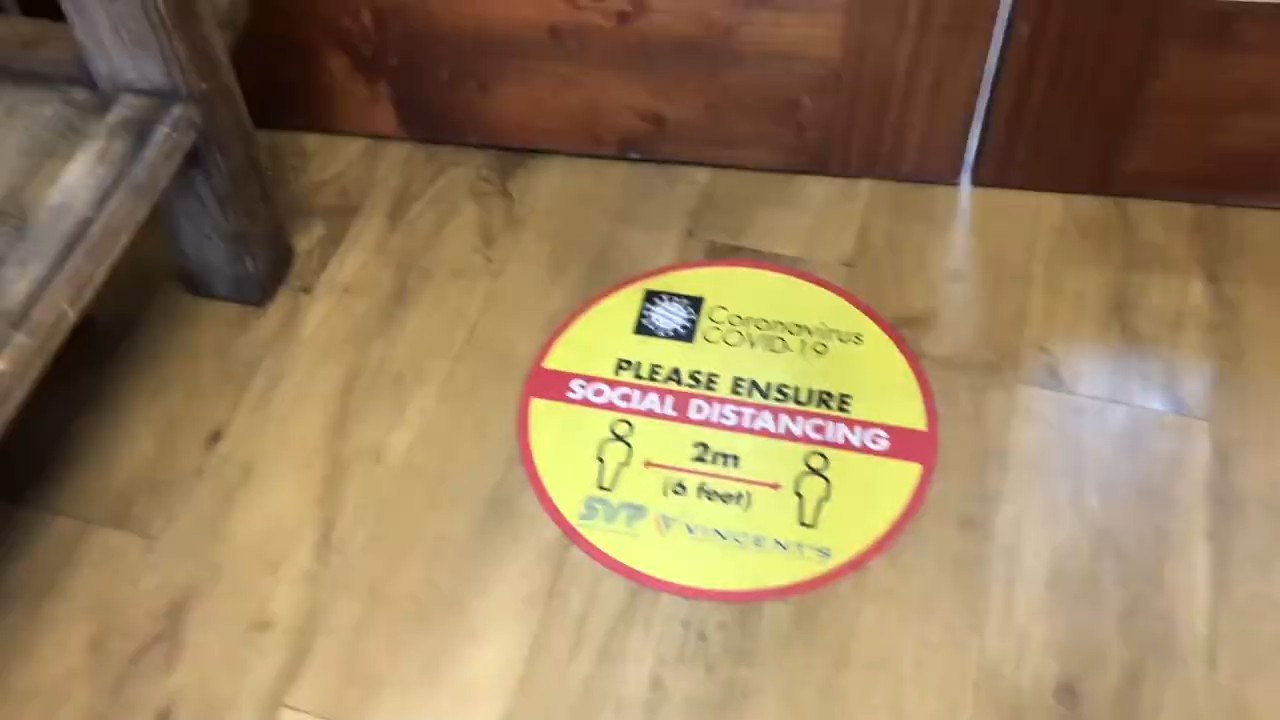 Coronavirus
COVID-19
PLEASE ENSURE
SOCIAL DISTANCING
2m
(6 feet)
SVP VINCENT'S